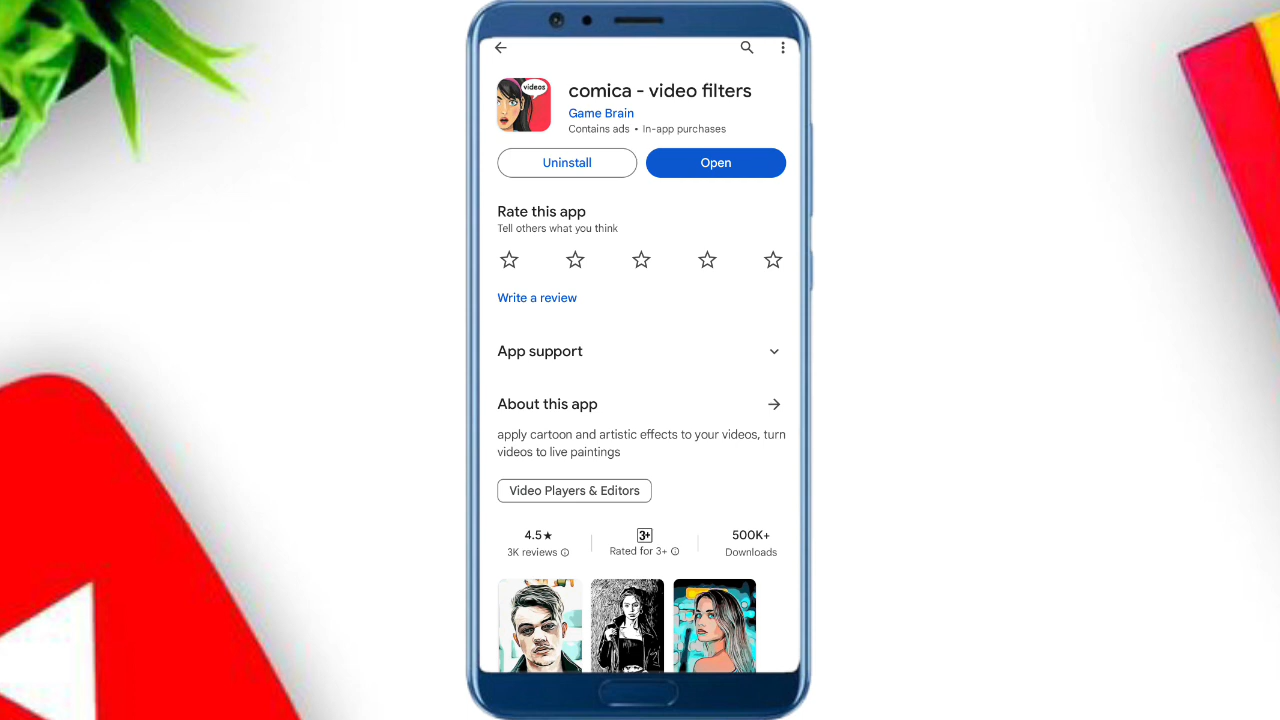 videos
comica - video filters
Game Brain
Contains ads • In-app purchases
Uninstall
Open
Rate this app
Tell others what you think
Write a review
App support
About this app
apply cartoon and artistic effects to your videos, turn
videos to live paintings
Video Players & Editors
4.5★
3+
500K+
3K reviews
Rated for 3+
Downloads